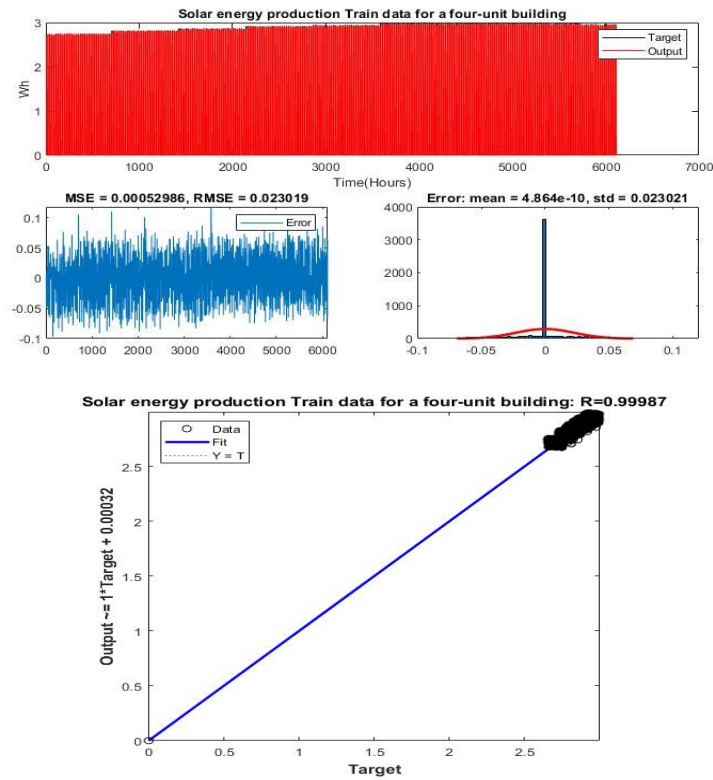 Solar energy production Train data for a four-unit building
3
2
1
0
Wh
Target
Output
0 1000 2000 3000 4000 5000 6000 7000
Time(Hours)
MSE = 0.00052986, RMSE = 0.023019
0.1
0.05
0
-0.05
-0.1
Error
0 1000 2000 3000 4000 5000 6000
Error: mean = 4.864e-10, std = 0.023021
4000
3000
2000
1000
0
-0.1 -0.05 0 0.05 0.1
Solar energy production Train data for a four-unit building: R=0.99987
Data
Fit
Y = T
2.5
2
1.5
1
0.5
0
Output ~= 1*Target + 0.00032
0 0.5 1 1.5 2 2.5
Target